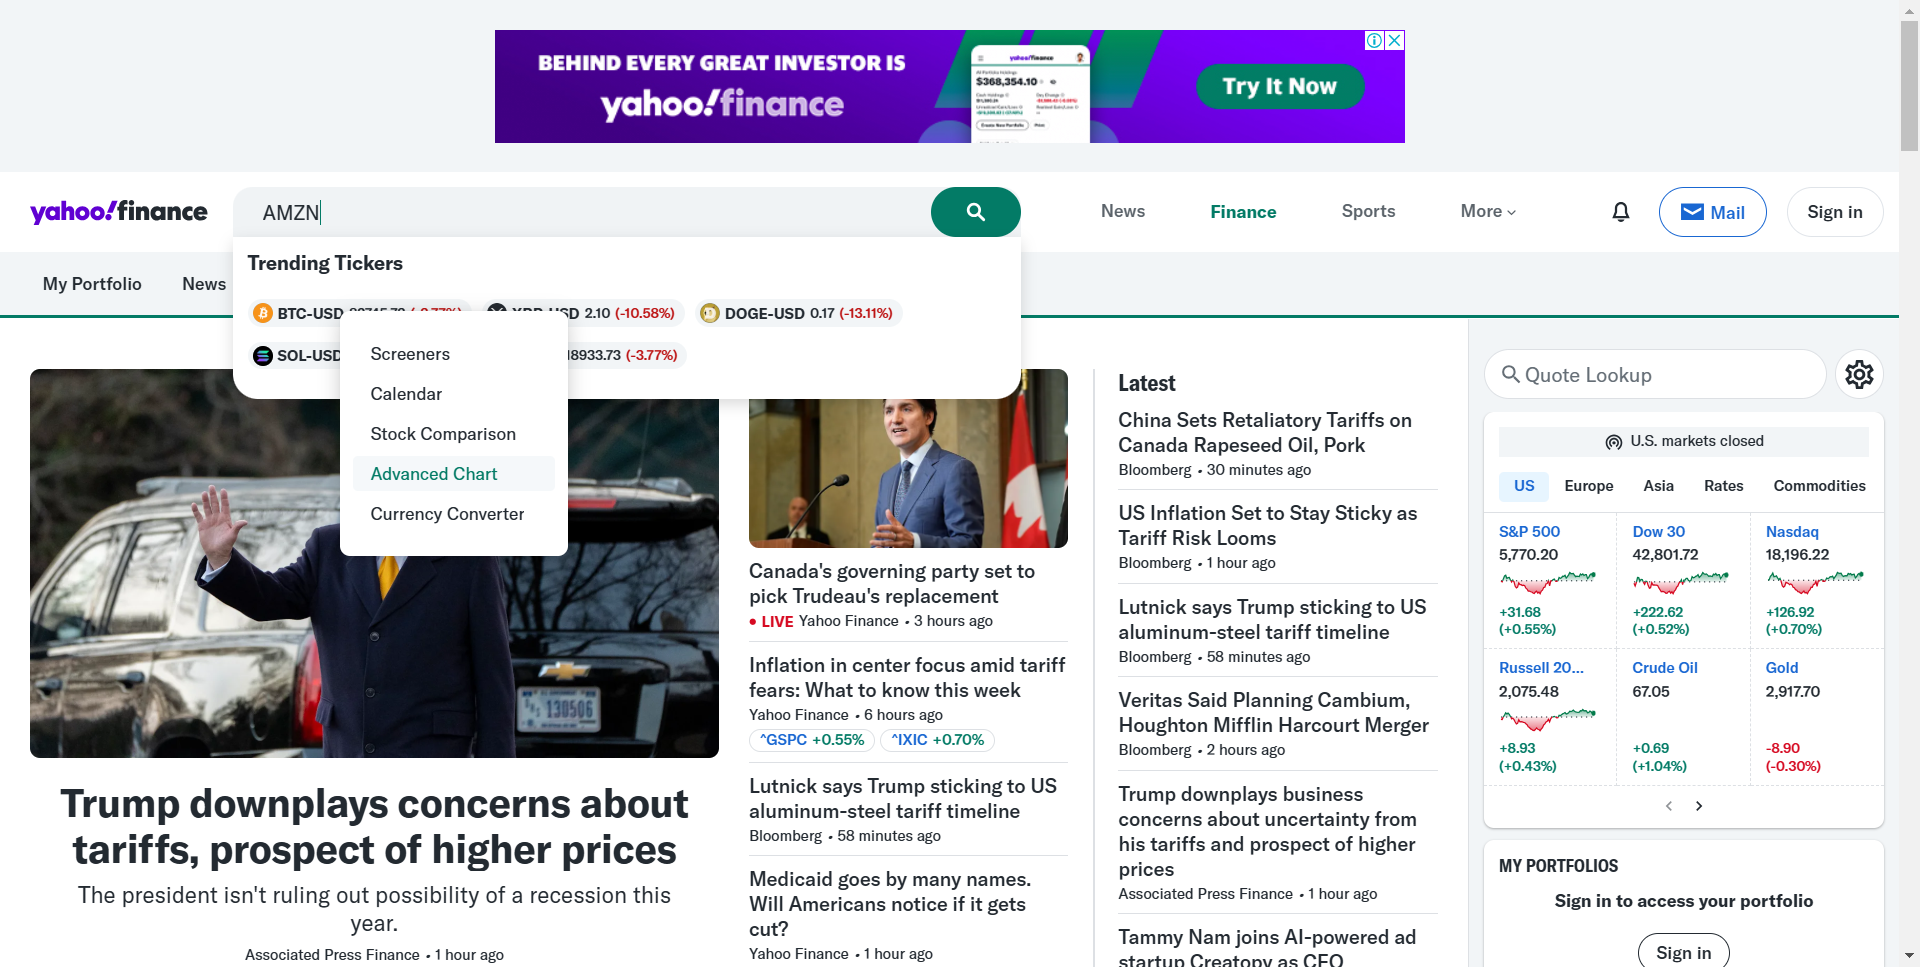 BEHIND EVERY GREAT INVESTOR IS
yahoo!finance
yahoo!finance
$368,354.10
Try It Now
yahoo!finance
AMZN
News
Finance
Sports
More
Mail
Sign in
My Portfolio
News
Trending Tickers
BTC-USD
USD 2.10 (-10.58%)
DOGE-USD 0.17 (-13.11%)
SOL-USD
18933.73 (-3.77%)
Screeners
Calendar
Stock Comparison
Advanced Chart
Currency Converter
Trump downplays concerns about
tariffs, prospect of higher prices
The president isn't ruling out possibility of a recession this
year.
Associated Press Finance • 1 hour ago
Canada's governing party set to
pick Trudeau's replacement
• LIVE Yahoo Finance • 3 hours ago
Inflation in center focus amid tariff
fears: What to know this week
Yahoo Finance • 6 hours ago
^GSPC +0.55%
^IXIC +0.70%
Lutnick says Trump sticking to US
aluminum-steel tariff timeline
Bloomberg • 58 minutes ago
Medicaid goes by many names.
Will Americans notice if it gets
cut?
Yahoo Finance • 1 hour ago
Latest
China Sets Retaliatory Tariffs on
Canada Rapeseed Oil, Pork
Bloomberg • 30 minutes ago
US Inflation Set to Stay Sticky as
Tariff Risk Looms
Bloomberg • 1 hour ago
Lutnick says Trump sticking to US
aluminum-steel tariff timeline
Bloomberg • 58 minutes ago
Veritas Said Planning Cambium,
Houghton Mifflin Harcourt Merger
Bloomberg • 2 hours ago
Trump downplays business
concerns about uncertainty from
his tariffs and prospect of higher
prices
Associated Press Finance • 1 hour ago
Tammy Nam joins AI-powered ad
startup Creatopy as CEO
Quote Lookup
U.S. markets closed
US
Europe
Asia
Rates
Commodities
S&P 500
5,770.20
+31.68
(+0.55%)
Dow 30
42,801.72
+222.62
(+0.52%)
Nasdaq
18,196.22
+126.92
(+0.70%)
Russell 20...
2,075.48
+8.93
(+0.43%)
Crude Oil
67.05
+0.69
(+1.04%)
Gold
2,917.70
-8.90
(-0.30%)
MY PORTFOLIOS
Sign in to access your portfolio
Sign in